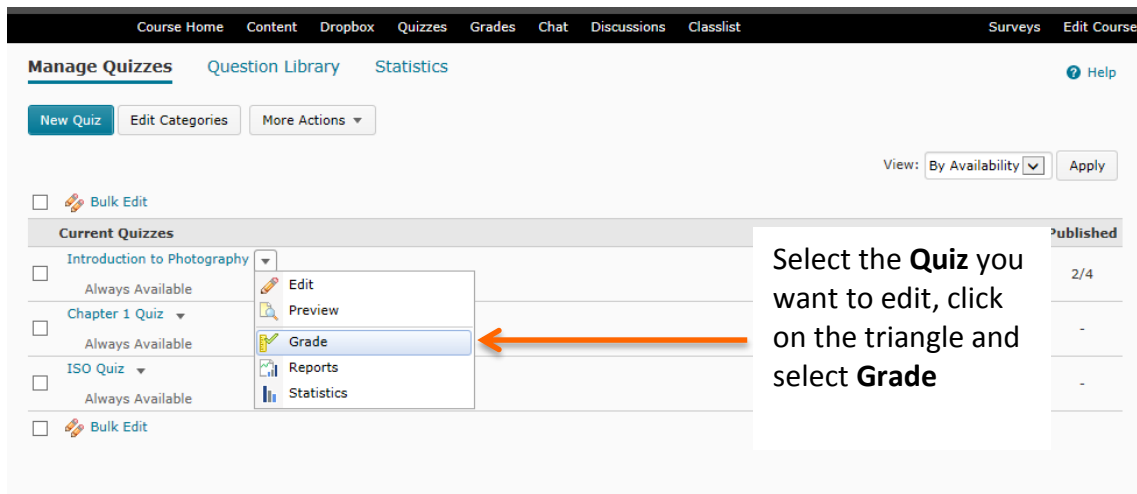 Course Home Content Dropbox Quizzes Grades Chat Discussions Classlist Surveys Edit Course
Manage Quizzes Question Library Statistics
Help
New Quiz Edit Categories More Actions
View: By Availability Apply
Bulk Edit
Current Quizzes Published
Introduction to Photography
Always Available
2/4
Edit
Preview
Grade
Reports
Statistics
Chapter 1 Quiz
Always Available
-
ISO Quiz
Always Available
-
Bulk Edit
Select the Quiz you
want to edit, click
on the triangle and
select Grade